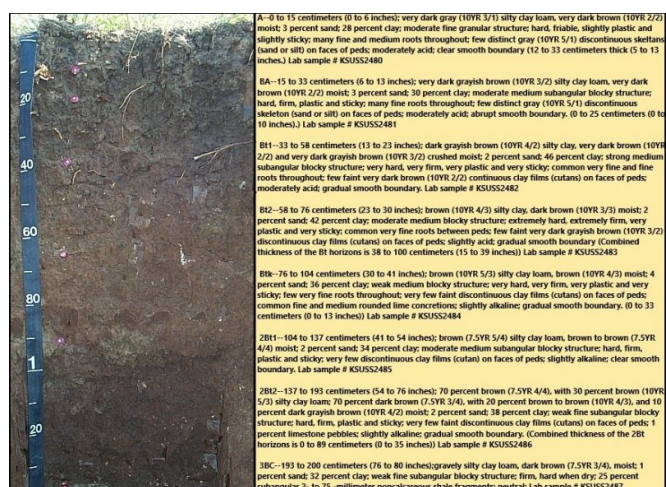 20
40
60
80
1
20
A--0 to 15 centimeters (0 to 6 inches); very dark gray (10YR 3/1) silty clay loam, very dark brown (10YR 2/2)
moist; 3 percent sand; 28 percent clay; moderate fine granular structure; hard, friable, slightly plastic and
slightly sticky; many fine and medium roots throughout; few distinct gray (10YR 5/1) discontinuous skeltans
(sand or silt) on faces of peds; moderately acid; clear smooth boundary (12 to 33 centimeters thick (5 to 13
inches.) Lab sample # KSUSS2480
BA--15 to 33 centimeters (6 to 13 inches); very dark grayish brown (10YR 3/2) silty clay loam, very dark
brown (10YR 2/2) moist; 3 percent sand; 30 percent clay; moderate medium subangular blocky structure;
hard, firm, plastic and sticky; many fine roots throughout; few distinct gray (10YR 5/1) discontinuous
skeleton (sand or silt) on faces of peds; moderately acid; abrupt smooth boundary. (0 to 25 centimeters (0 to
10 inches).) Lab sample # KSUSS2481
Bt1--33 to 58 centimeters (13 to 23 inches); dark grayish brown (10YR 4/2) silty clay, very dark brown (10YR
2/2) and very dark grayish brown (10YR 3/2) crushed moist; 2 percent sand; 46 percent clay; strong medium
subangular blocky structure; very hard, very firm, very plastic and very sticky; common very fine and fine
roots throughout; few faint very dark brown (10YR 2/2) continuous clay films (cutans) on faces of peds;
moderately acid; gradual smooth boundary. Lab sample # KSUSS2482
Bt2--58 to 76 centimeters (23 to 30 inches); brown (10YR 4/3) silty clay, dark brown (10YR 3/3) moist; 2
percent sand; 42 percent clay; moderate medium blocky structure; extremely hard, extremely firm, very
plastic and very sticky; common very fine roots between peds; few faint very dark grayish brown (10YR 3/2)
discontinuous clay films (cutans) on faces of peds; slightly acid; gradual smooth boundary (Combined
thickness of the Bt horizons is 38 to 100 centimeters (15 to 39 inches)) Lab sample # KSUSS2483
Btk--76 to 104 centimeters (30 to 41 inches); brown (10YR 5/3) silty clay loam, brown (10YR 4/3) moist; 4
percent sand; 36 percent clay; weak medium blocky structure; very hard, very firm, very plastic and very
sticky; few very fine roots throughout; very few faint discontinuous clay films (cutans) on faces of peds;
common fine and medium rounded lime concretions; slightly alkaline; gradual smooth boundary. (0 to 33
centimeters (0 to 13 inches)) Lab sample # KSUSS2484
2Bt1--104 to 137 centimeters (41 to 54 inches); brown (7.5YR 5/4) silty clay loam, brown to brown (7.5YR
4/4) moist; 2 percent sand; 34 percent clay; moderate medium subangular blocky structure; hard, firm,
plastic and sticky; very few discontinuous clay films (cutan) on faces of peds; slightly alkaline; clear smooth
boundary. Lab sample # KSUSS2485
2Bt2--137 to 193 centimeters (54 to 76 inches); 70 percent brown (7.5YR 4/4), with 30 percent brown (10YR
5/3) silty clay loam; 70 percent dark brown (7.5YR 3/4), with 20 percent brown to brown (10YR 4/3), and 10
percent dark grayish brown (10YR 4/2) moist; 2 percent sand; 38 percent clay; weak fine subangular blocky
structure; hard, firm, plastic and sticky; very few faint discontinuous clay films (cutans) on faces of peds; 1
percent limestone pebbles; slightly alkaline; gradual smooth boundary. (Combined thickness of the 2Bt
horizons is 0 to 89 centimeters (0 to 35 inches)) Lab sample # KSUSS2486
3BC--193 to 200 centimeters (76 to 80 inches);gravely silty clay loam, dark brown (7.5YR 3/4), moist; 1
percent sand; 32 percent clay; weak fine subangular blocky structure; firm, hard when dry; 25 percent
subangular 2- to 75 -millimeter noncalcareous shale fragments; neutral; Lab sample # KSUSS2487